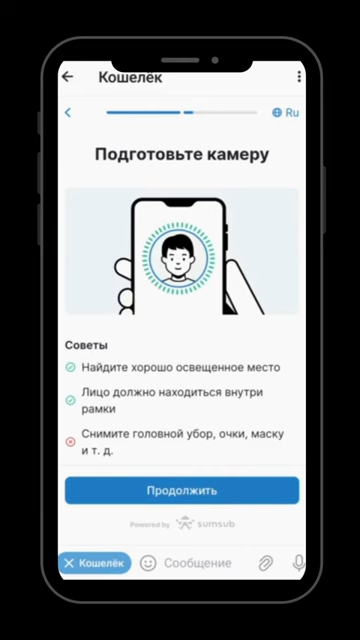 Кошелёк
Ru
Подготовьте камеру
Советы
Найдите хорошо освещенное место
Лицо должно находиться внутри
рамки
Снимите головной убор, очки, маску
и т. д.
Продолжить
Powered by sumsub
Кошелёк Сообщение